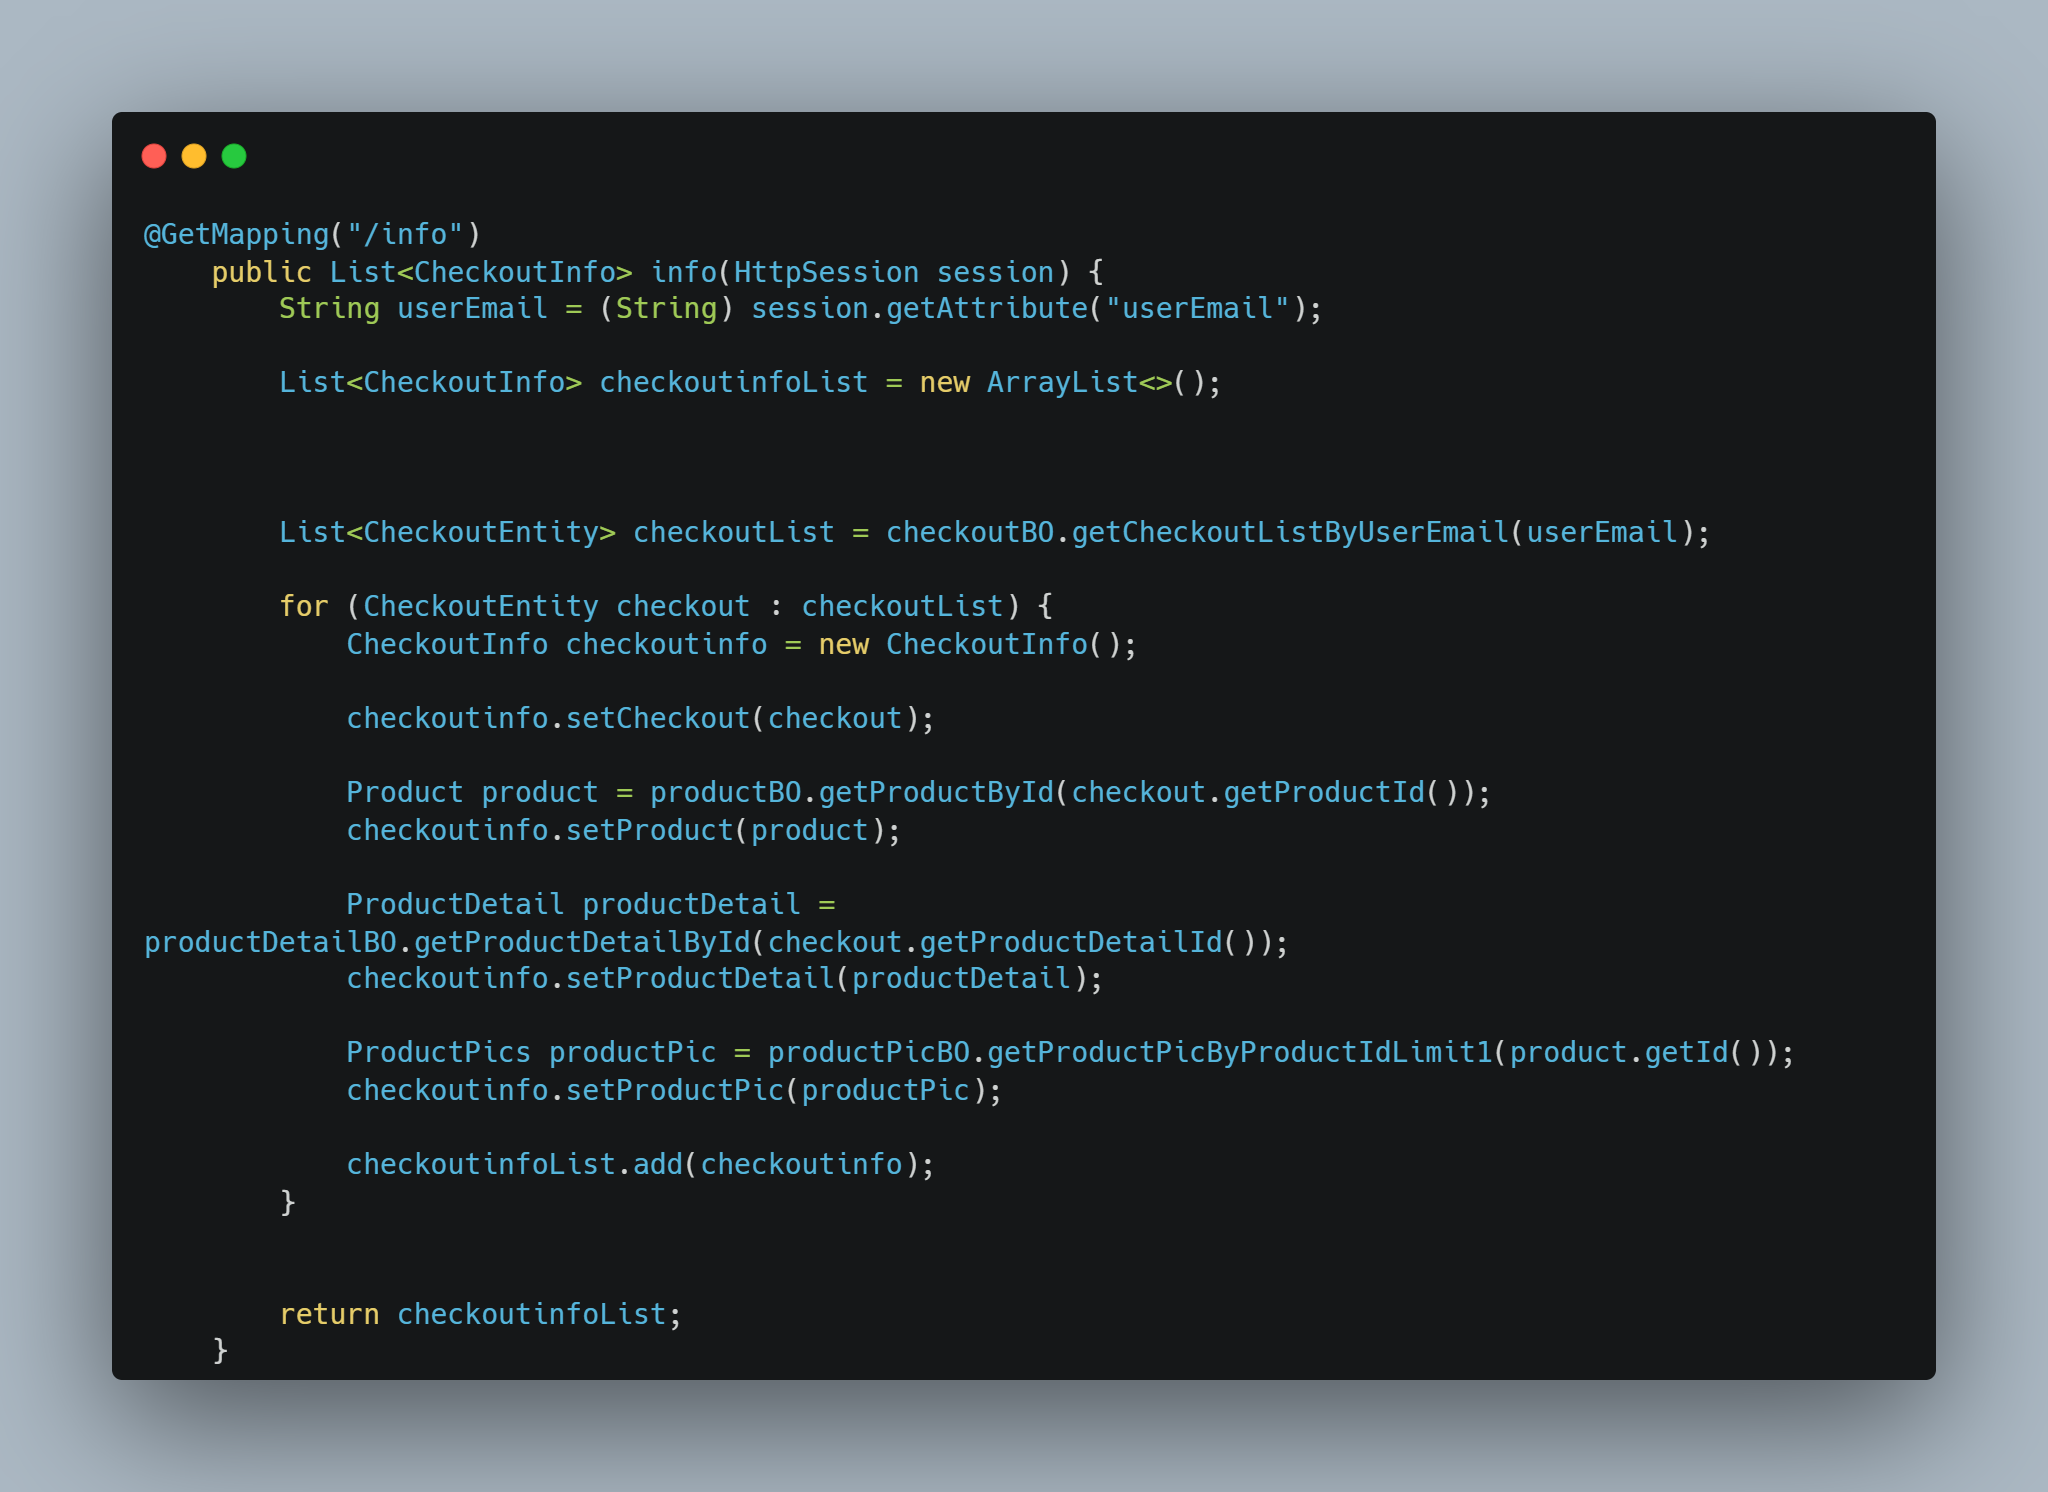 @GetMapping("/info")
    public List<CheckoutInfo> info(HttpSession session) {
        String userEmail = (String) session.getAttribute("userEmail");

        List<CheckoutInfo> checkoutinfoList = new ArrayList<>();



        List<CheckoutEntity> checkoutList = checkoutBO.getCheckoutListByUserEmail(userEmail);

        for (CheckoutEntity checkout : checkoutList) {
            CheckoutInfo checkoutinfo = new CheckoutInfo();

            checkoutinfo.setCheckout(checkout);

            Product product = productBO.getProductById(checkout.getProductId());
            checkoutinfo.setProduct(product);

            ProductDetail productDetail =
productDetailBO.getProductDetailById(checkout.getProductDetailId());
            checkoutinfo.setProductDetail(productDetail);

            ProductPics productPic = productPicBO.getProductPicByProductIdLimit1(product.getId());
            checkoutinfo.setProductPic(productPic);

            checkoutinfoList.add(checkoutinfo);
        }


        return checkoutinfoList;
    }